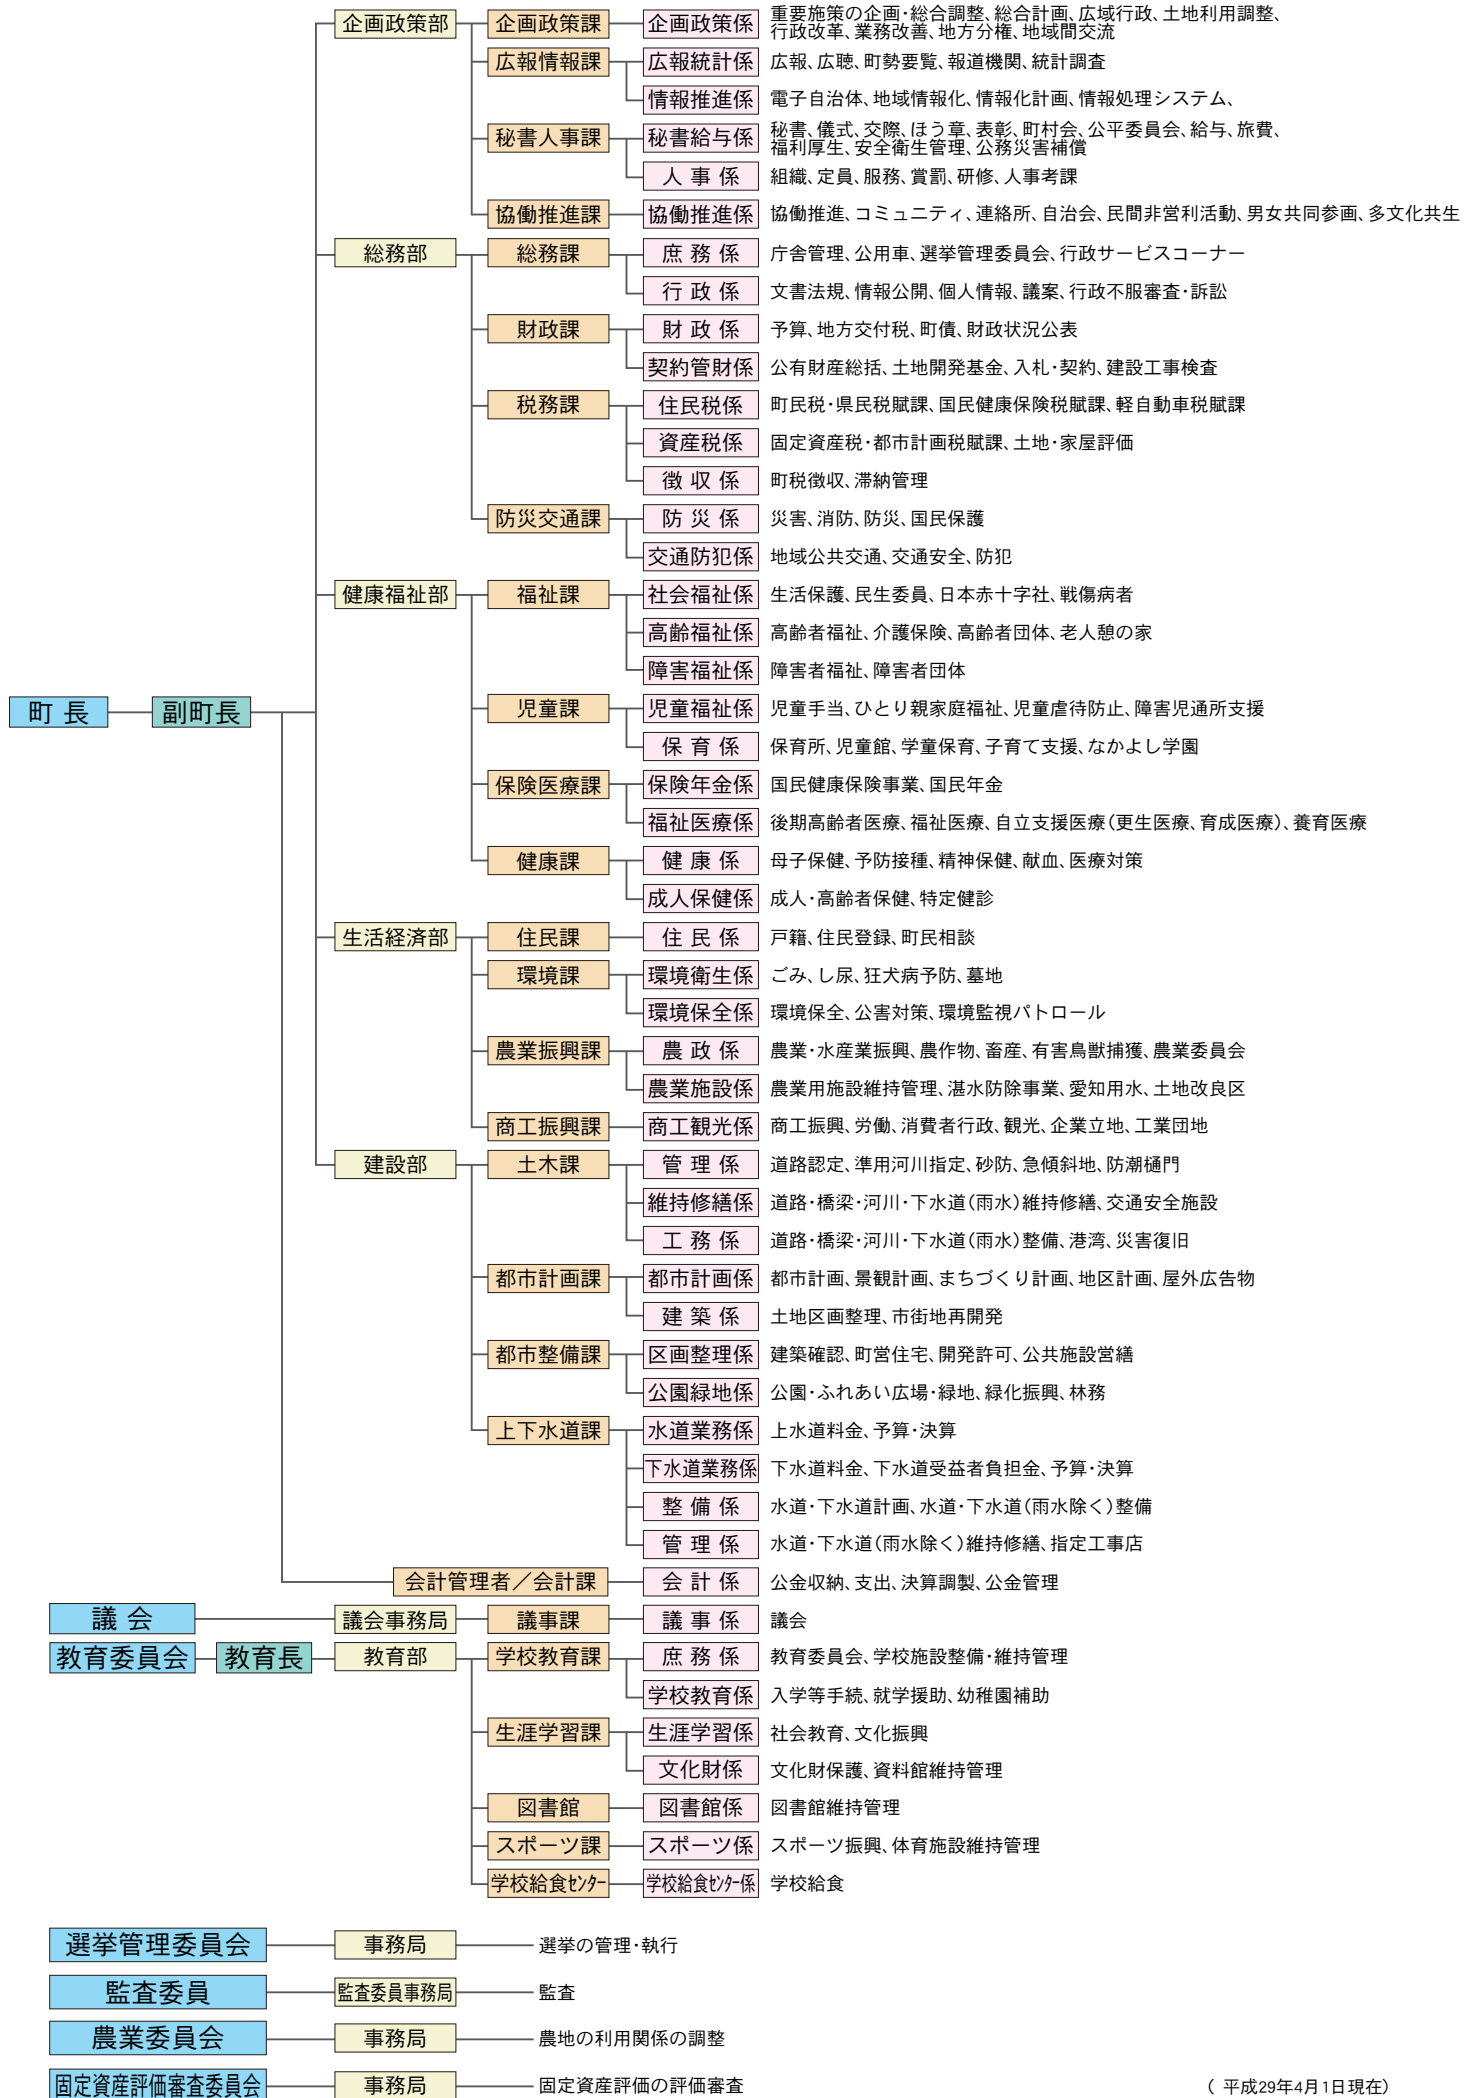 企画政策部 企画政策課 企画政策係 重要施策の企画・総合調整、総合計画、広域行政、土地利用調整、
行政改革、業務改善、地方分権、地域間交流
広報情報課 広報統計係 広報、広聴、町勢要覧、報道機関、統計調査
情報推進係 電子自治体、地域情報化、情報化計画、情報処理システム、
秘書人事課 秘書給与係 秘書、儀式、交際、ほう章、表彰、町村会、公平委員会、給与、旅費、
福利厚生、安全衛生管理、公務災害補償
人事係 組織、定員、服務、賞罰、研修、人事考課
協働推進課 協働推進係 協働推進、コミュニティ、連絡所、自治会、民間非営利活動、男女共同参画、多文化共生
総務部 総務課 庶務係 庁舎管理、公用車、選挙管理委員会、行政サービスコーナー
行政係 文書法規、情報公開、個人情報、議案、行政不服審査・訴訟
財政課 財政係 予算、地方交付税、町債、財政状況公表
契約管財係 公有財産総括、土地開発基金、入札・契約、建設工事検査
税務課 住民税係 町民税・県民税賦課、国民健康保険税賦課、軽自動車税賦課
資産税係 固定資産税・都市計画税賦課、土地・家屋評価
徴収係 町税徴収、滞納管理
防災交通課 防災係 災害、消防、防災、国民保護
交通防犯係 地域公共交通、交通安全、防犯
健康福祉部 福祉課 社会福祉係 生活保護、民生委員、日本赤十字社、戦傷病者
高齢福祉係 高齢者福祉、介護保険、高齢者団体、老人憩の家
障害福祉係 障害者福祉、障害者団体
町長 副町長 児童課 児童福祉係 児童手当、ひとり親家庭福祉、児童虐待防止、障害児通所支援
保育係 保育所、児童館、学童保育、子育て支援、なかよし学園
保険医療課 保険年金係 国民健康保険事業、国民年金
福祉医療係 後期高齢者医療、福祉医療、自立支援医療(更生医療、育成医療)、養育医療
健康課 健康係 母子保健、予防接種、精神保健、献血、医療対策
成人保健係 成人・高齢者保健、特定健診
生活経済部 住民課 住民係 戸籍、住民登録、町民相談
環境課 環境衛生係 ごみ、し尿、狂犬病予防、墓地
環境保全係 環境保全、公害対策、環境監視パトロール
農業振興課 農政係 農業・水産業振興、農作物、畜産、有害鳥獣捕獲、農業委員会
農業施設係 農業用施設維持管理、湛水防除事業、愛知用水、土地改良区
商工振興課 商工観光係 商工振興、労働、消費者行政、観光、企業立地、工業団地
建設部 土木課 管理係 道路認定、準用河川指定、砂防、急傾斜地、防潮樋門
維持修繕係 道路・橋梁・河川・下水道(雨水)維持修繕、交通安全施設
工務係 道路・橋梁・河川・下水道(雨水)整備、港湾、災害復旧
都市計画課 都市計画係 都市計画、景観計画、まちづくり計画、地区計画、屋外広告物
建築係 土地区画整理、市街地再開発
都市整備課 区画整理係 建築確認、町営住宅、開発許可、公共施設営繕
公園緑地係 公園・ふれあい広場・緑地、緑化振興、林務
上下水道課 水道業務係 上水道料金、予算・決算
下水道業務係 下水道料金、下水道受益者負担金、予算・決算
整備係 水道・下水道計画、水道・下水道(雨水除く)整備
管理係 水道・下水道(雨水除く)維持修繕、指定工事店
会計管理者/会計課 会計係 公金収納、支出、決算調製、公金管理
議会 議会事務局 議事課 議事係 議会
教育委員会 教育長 教育部 学校教育課 庶務係 教育委員会、学校施設整備・維持管理
学校教育係 入学等手続、就学援助、幼稚園補助
生涯学習課 生涯学習係 社会教育、文化振興
文化財係 文化財保護、資料館維持管理
図書館 図書館係 図書館維持管理
スポーツ課 スポーツ係 スポーツ振興、体育施設維持管理
学校給食センター 学校給食センター係 学校給食
選挙管理委員会 事務局 選挙の管理・執行
監査委員 監査委員事務局 監査
農業委員会 事務局 農地の利用関係の調整
固定資産評価審査委員会 事務局 固定資産評価の評価審査
(平成29年4月1日現在)